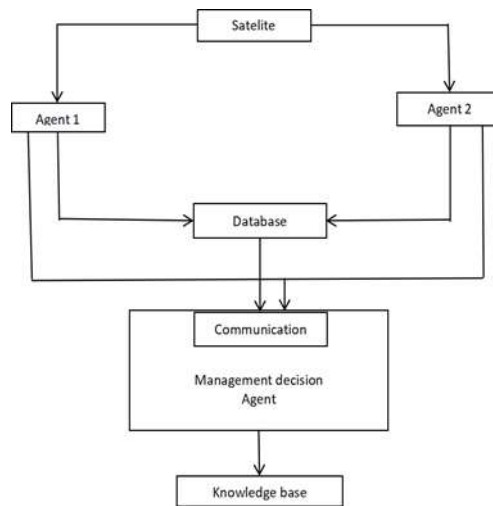 Satelite
Agent 1
Agent 2
Database
Communication
Management decision
Agent
Knowledge base